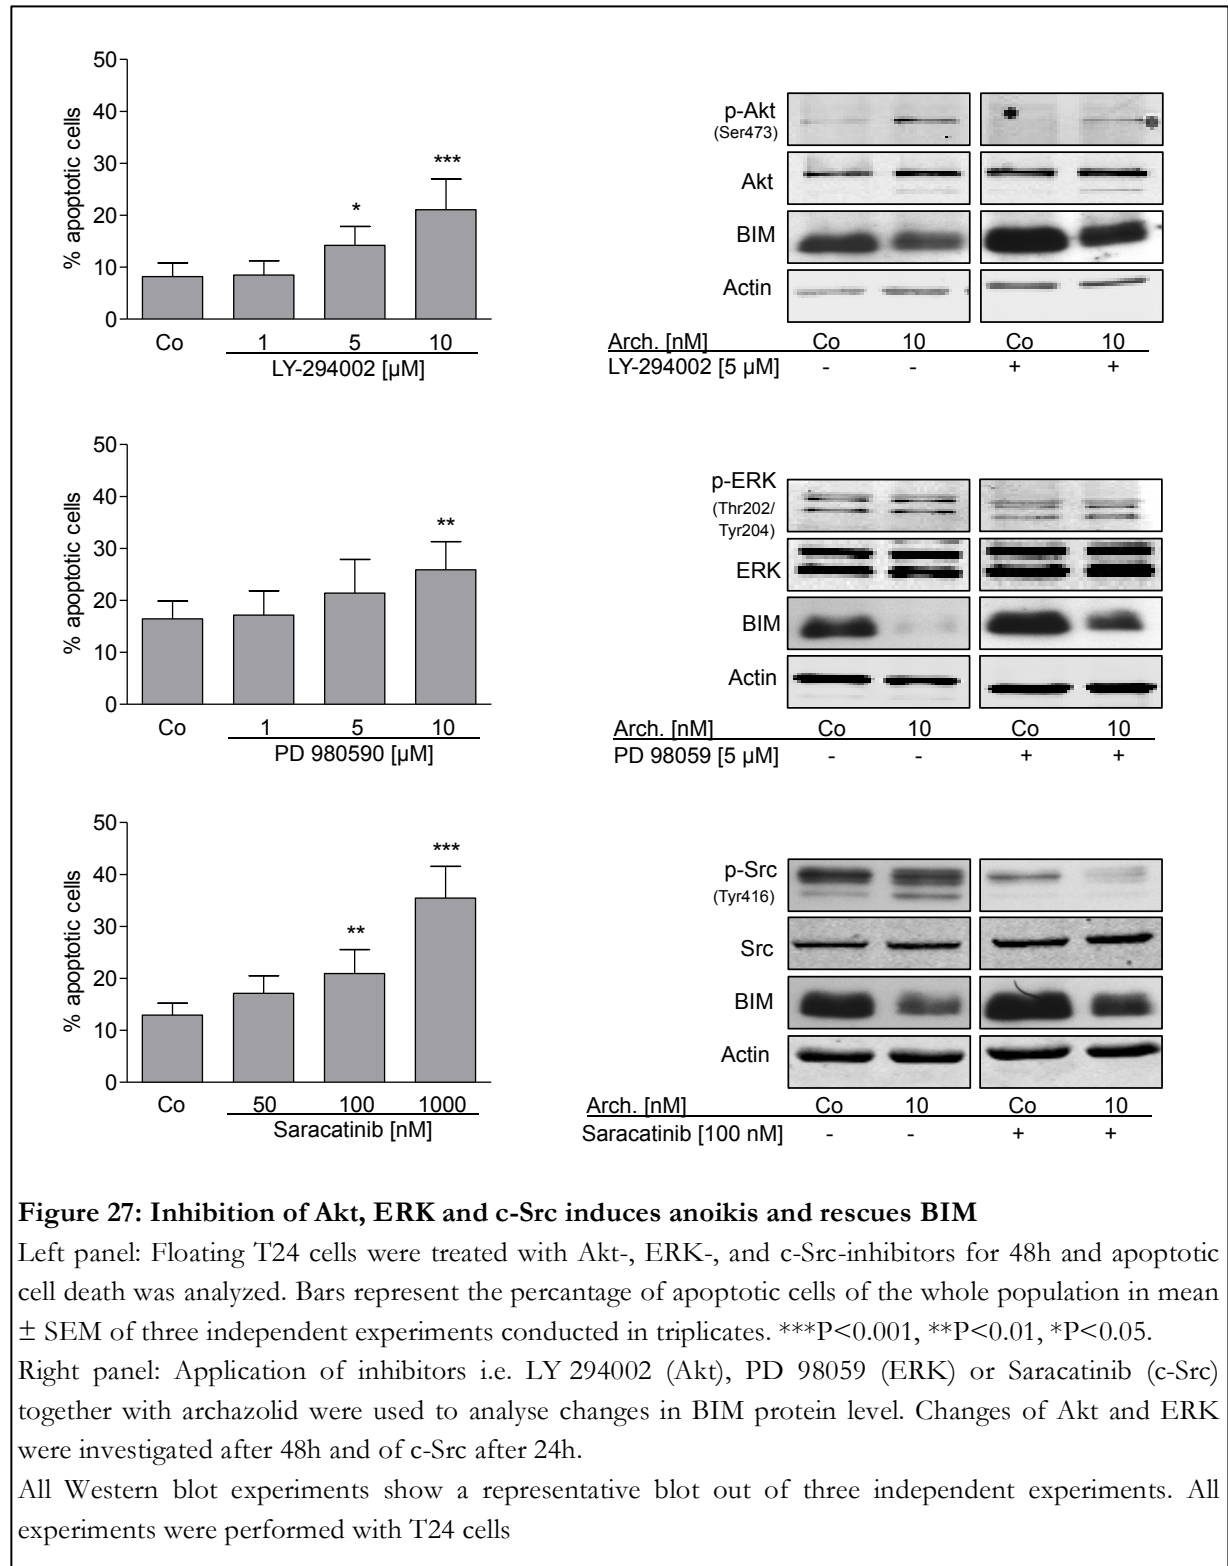 50
40
30
20
10
0
% apoptotic cells
*
***
Co 1 5 10
LY-294002 [µM]
p-Akt
(Ser473)
Akt
BIM
Actin
Arch. [nM] Co 10 Co 10
LY-294002 [5 µM] - - + +
50
40
30
20
10
0
% apoptotic cells
**
Co 1 5 10
PD 980590 [µM]
p-ERK
(Thr202/
Tyr204)
ERK
BIM
Actin
Arch. [nM] Co 10 Co 10
PD 98059 [5 µM] - - + +
50
40
30
20
10
0
% apoptotic cells
**
***
Co 50 100 1000
Saracatinib [nM]
p-Src
(Tyr416)
Src
BIM
Actin
Arch. [nM] Co 10 Co 10
Saracatinib [100 nM] - - + +
Figure 27: Inhibition of Akt, ERK and c-Src induces anoikis and rescues BIM
Left panel: Floating T24 cells were treated with Akt-, ERK-, and c-Src-inhibitors for 48h and apoptotic
cell death was analyzed. Bars represent the percentage of apoptotic cells of the whole population in mean
± SEM of three independent experiments conducted in triplicates. ***P<0.001, **P<0.01, *P<0.05.
Right panel: Application of inhibitors i.e. LY 294002 (Akt), PD 98059 (ERK) or Saracatinib (c-Src)
together with archazolid were used to analyse changes in BIM protein level. Changes of Akt and ERK
were investigated after 48h and of c-Src after 24h.
All Western blot experiments show a representative blot out of three independent experiments. All
experiments were performed with T24 cells